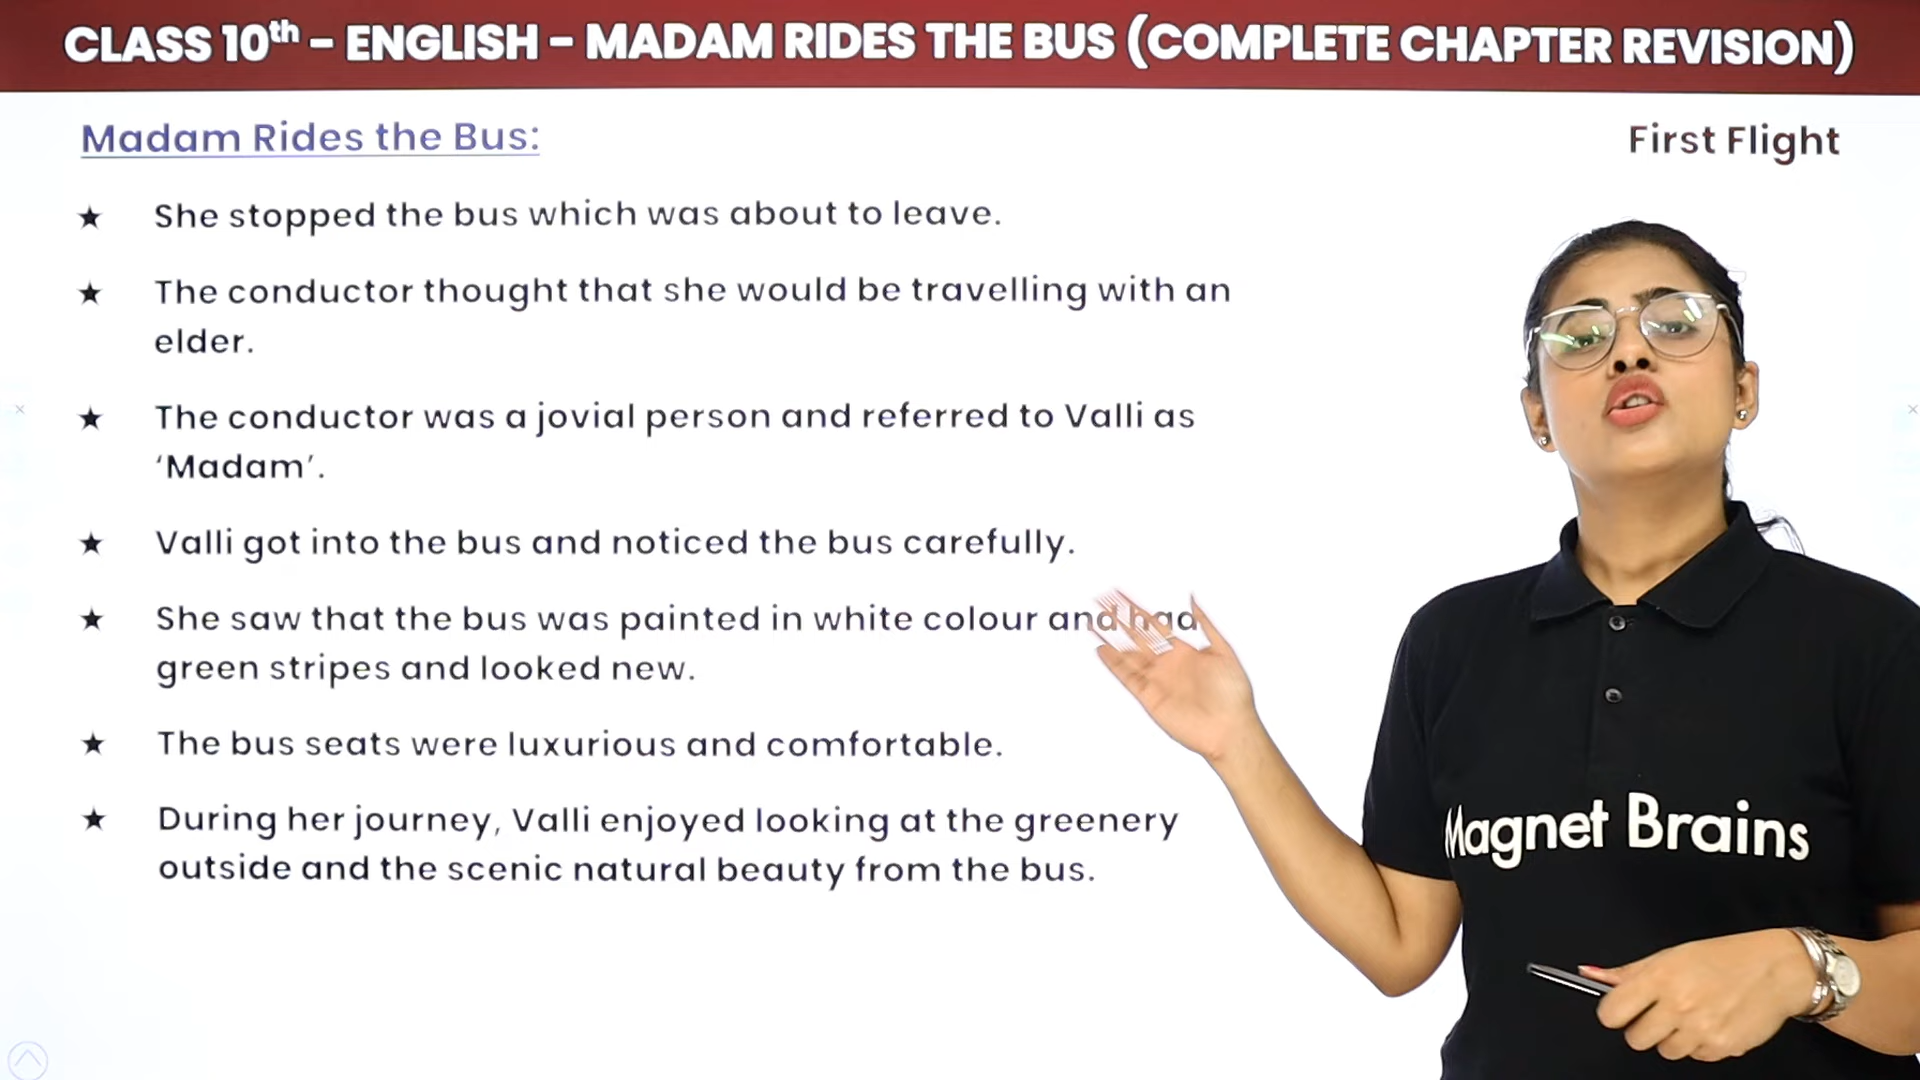 CLASS 10th - ENGLISH - MADAM RIDES THE BUS (COMPLETE CHAPTER REVISION)
Madam Rides the Bus:
First Flight
★ She stopped the bus which was about to leave.
★ The conductor thought that she would be travelling with an
elder.
★ The conductor was a jovial person and referred to Valli as
‘Madam’.
★ Valli got into the bus and noticed the bus carefully.
★ She saw that the bus was painted in white colour and had
green stripes and looked new.
★ The bus seats were luxurious and comfortable.
★ During her journey, Valli enjoyed looking at the greenery
outside and the scenic natural beauty from the bus.
Magnet Brains